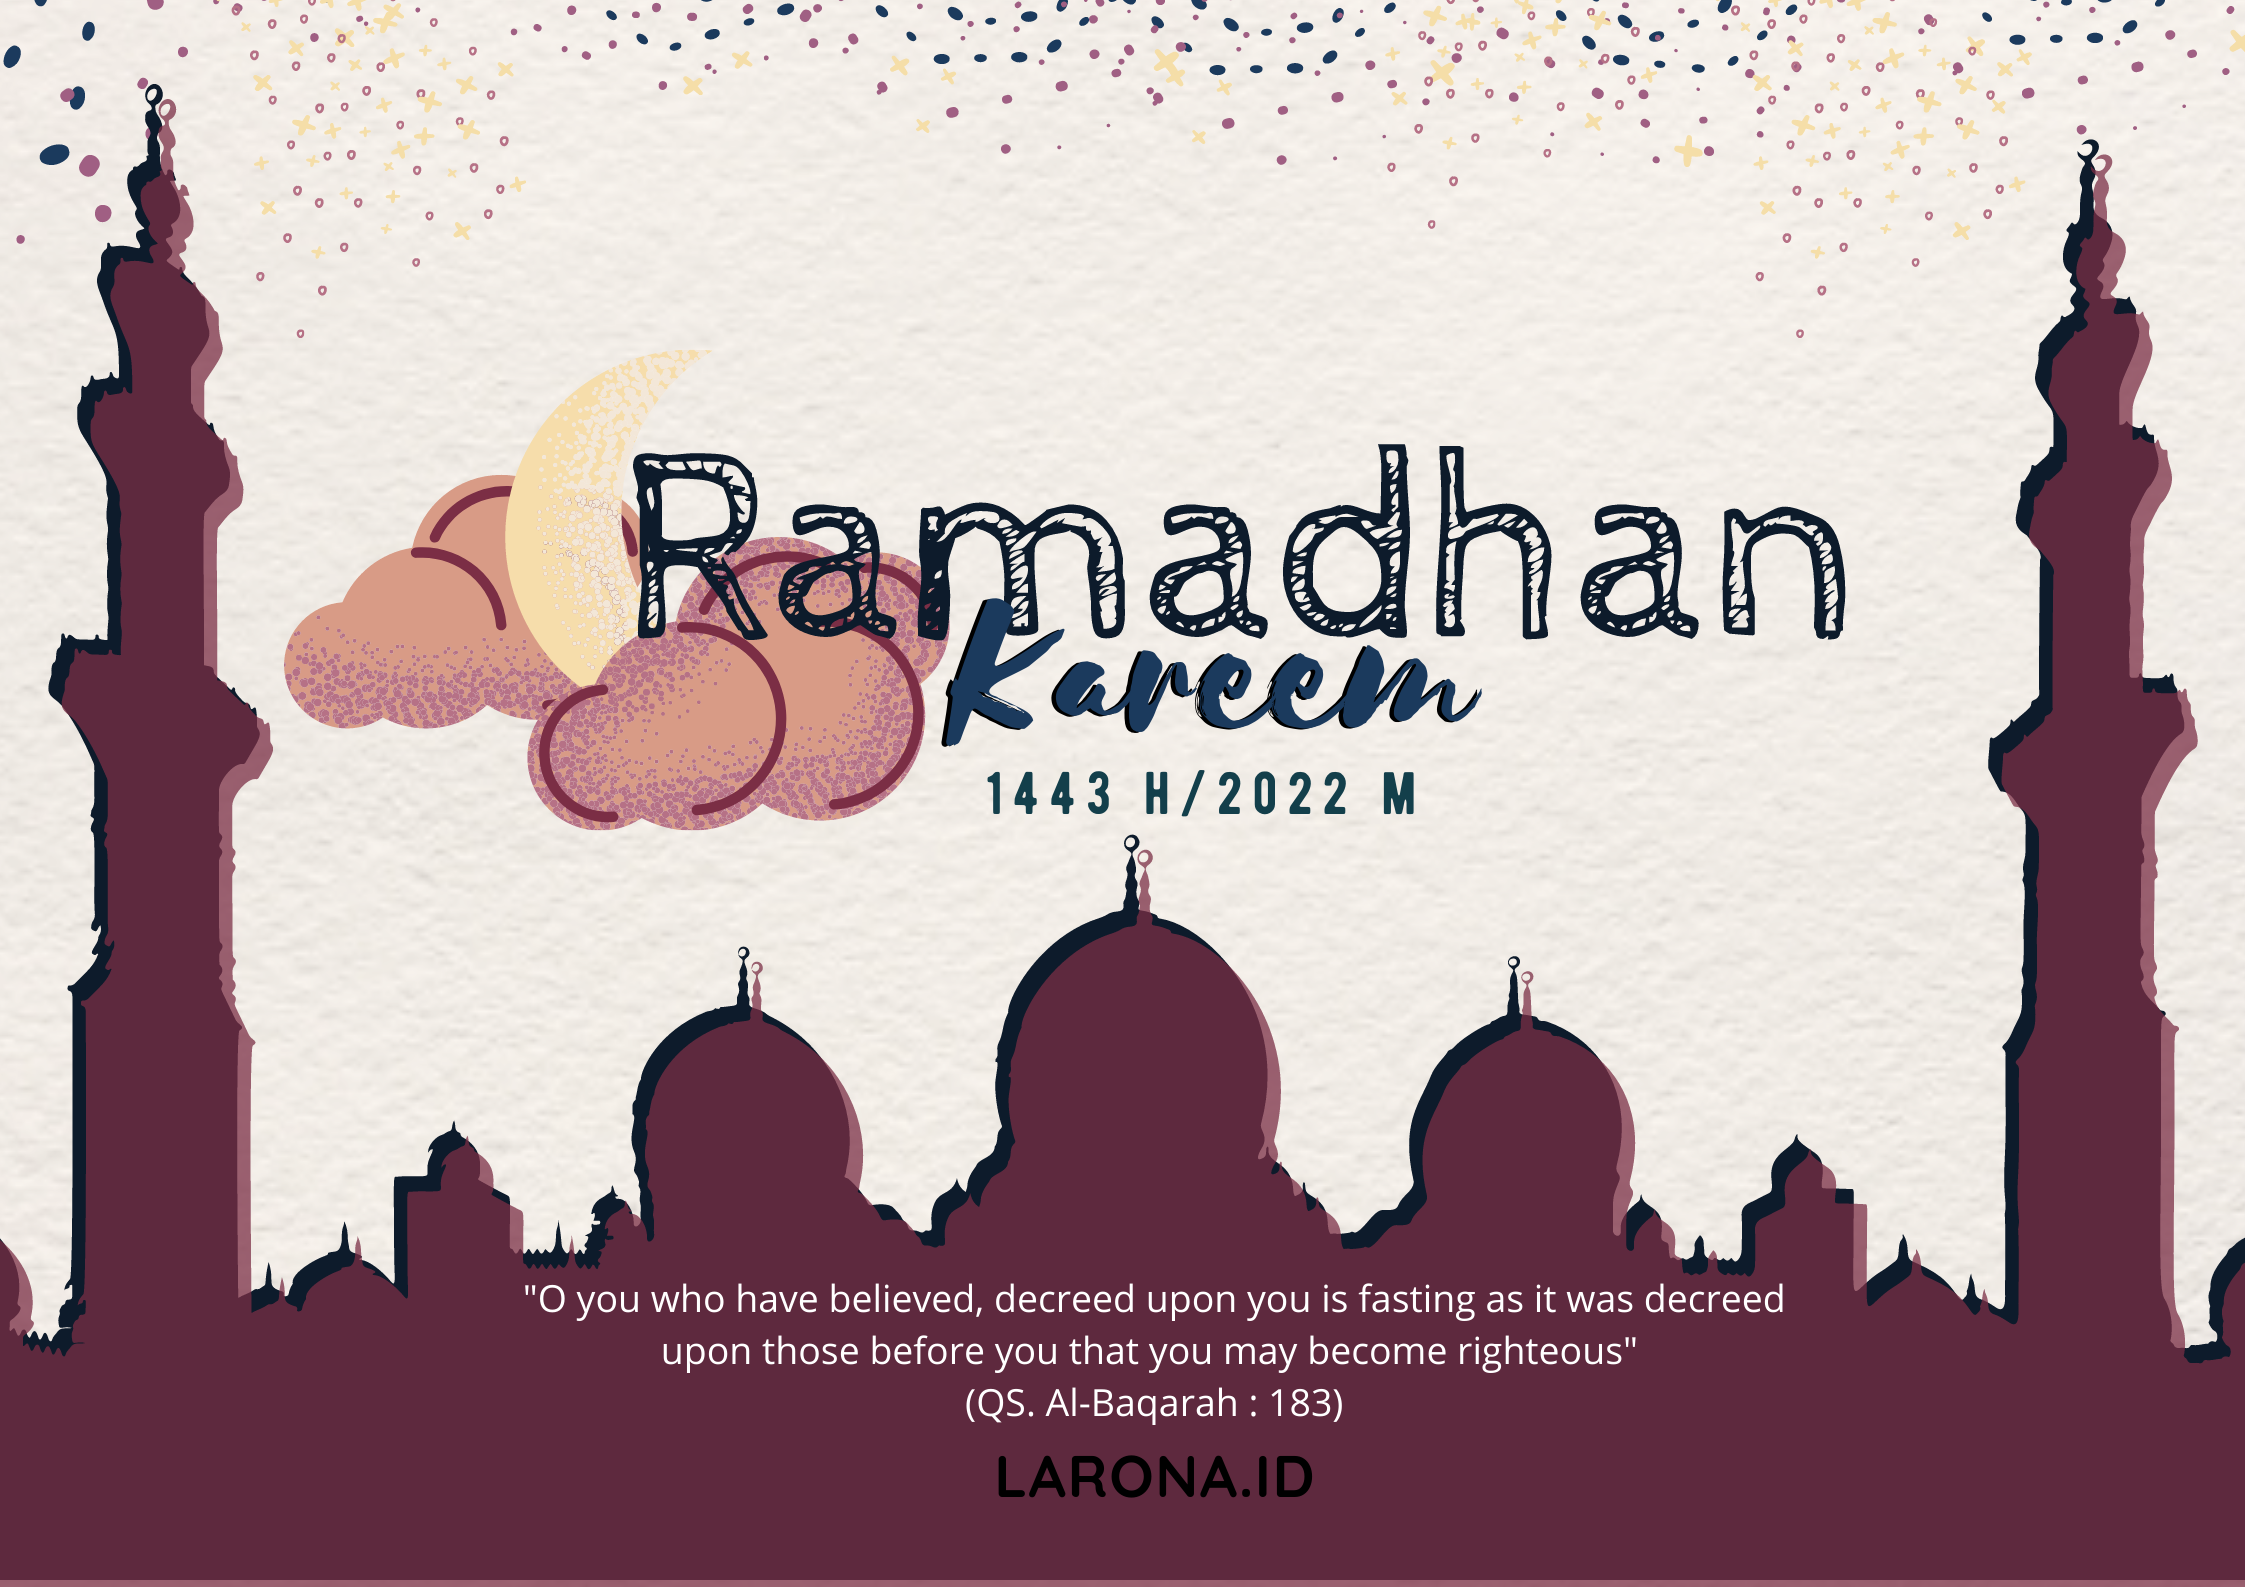 Ramadhan
Kareem
1443 H/2022 M
"O you who have believed, decreed upon you is fasting as it was decreed
upon those before you that you may become righteous"
(QS. Al-Baqarah : 183)
LARONA.ID